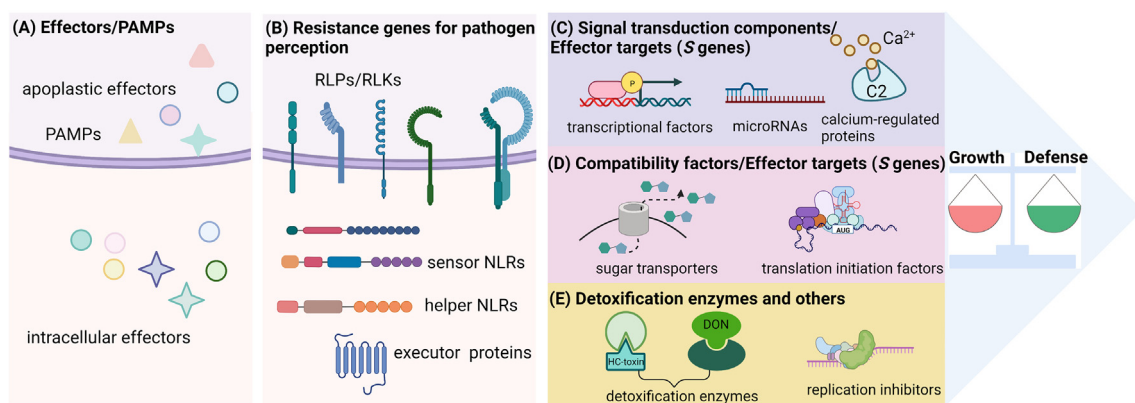 (A) Effectors/PAMPs
apoplastic effectors
PAMPs
intracellular effectors
(B) Resistance genes for pathogen
perception
RLPs/RLKs
sensor NLRs
helper NLRs
executor proteins
(C) Signal transduction components/
Effector targets (S genes)
P
transcriptional factors
microRNAs
Ca2+
C2
calcium-regulated
proteins
(D) Compatibility factors/Effector targets (S genes)
sugar transporters
AUG
translation initiation factors
(E) Detoxification enzymes and others
HC-toxin
DON
detoxification enzymes
replication inhibitors
Growth
Defense